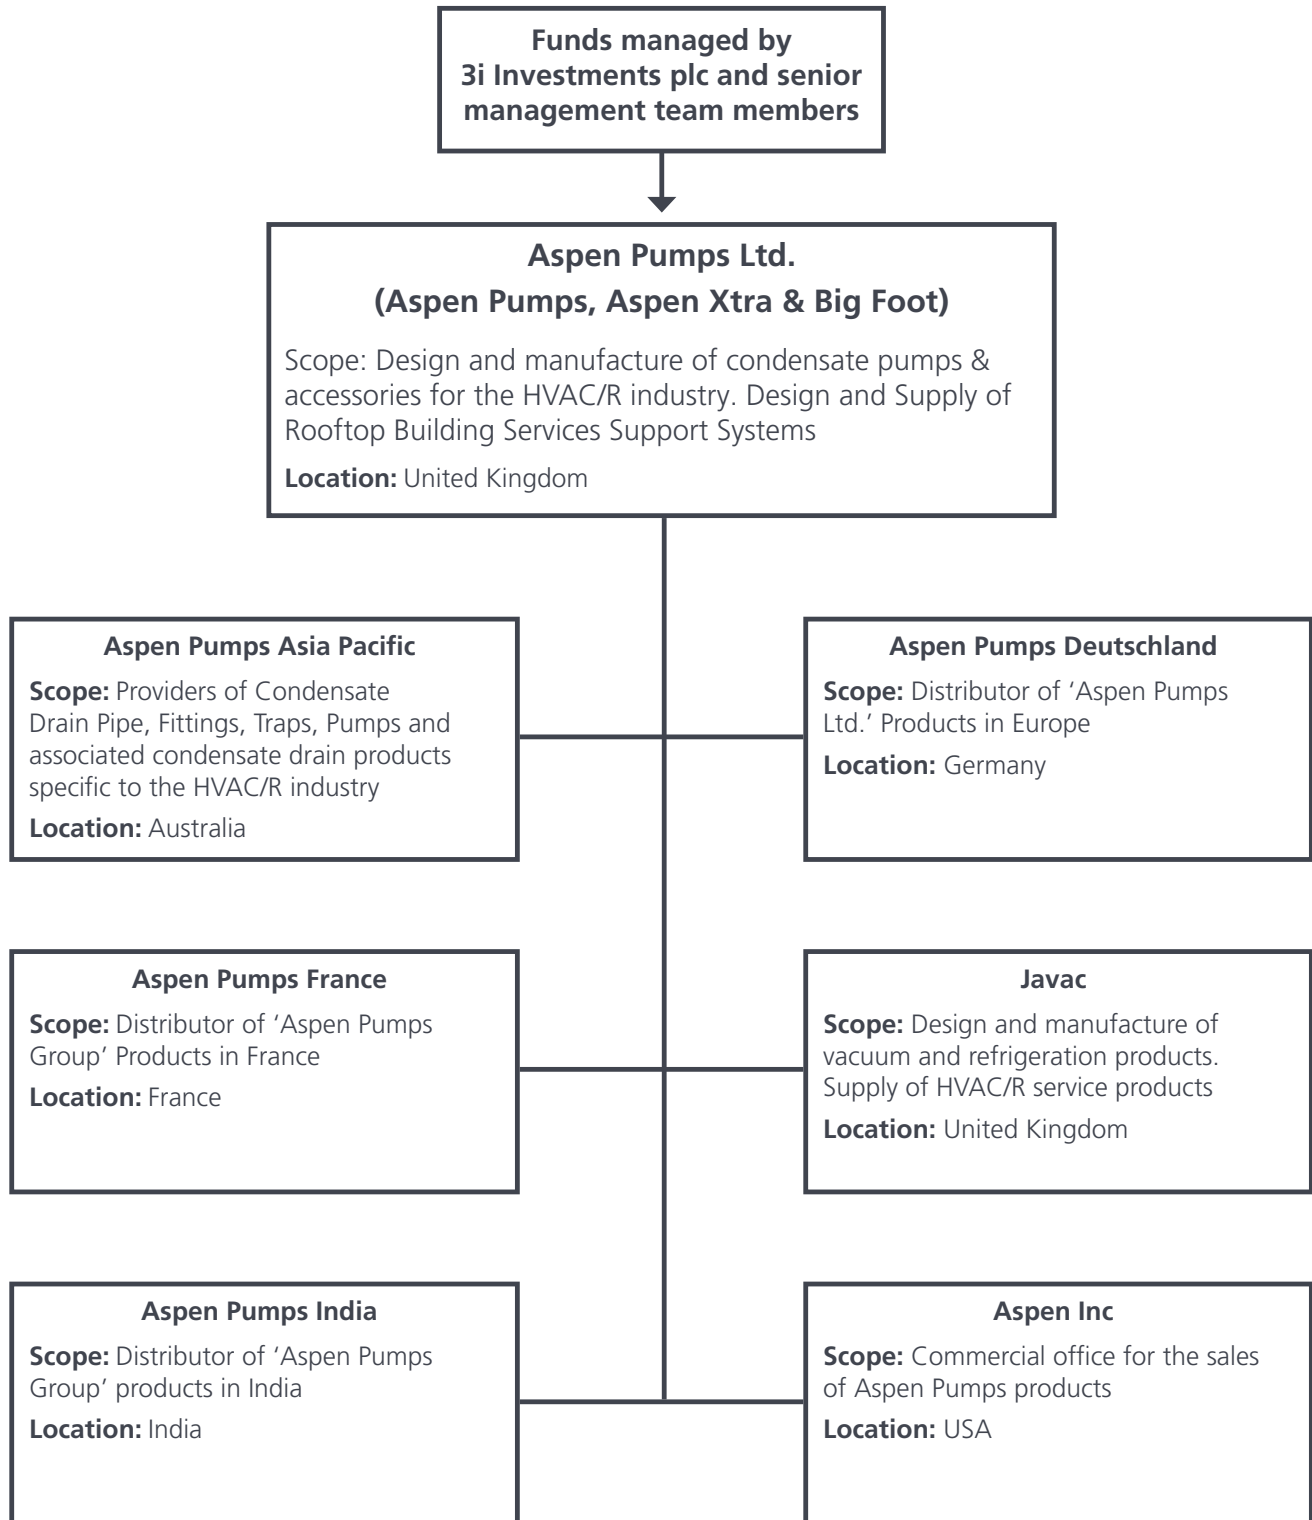 Funds managed by
3i Investments plc and senior
management team members
Aspen Pumps Ltd.
(Aspen Pumps, Aspen Xtra & Big Foot)
Scope: Design and manufacture of condensate pumps &
accessories for the HVAC/R industry. Design and Supply of
Rooftop Building Services Support Systems
Location: United Kingdom
Aspen Pumps Asia Pacific
Scope: Providers of Condensate
Drain Pipe, Fittings, Traps, Pumps and
associated condensate drain products
specific to the HVAC/R industry
Location: Australia
Aspen Pumps Deutschland
Scope: Distributor of ‘Aspen Pumps
Ltd.’ Products in Europe
Location: Germany
Aspen Pumps France
Scope: Distributor of ‘Aspen Pumps
Group’ Products in France
Location: France
Javac
Scope: Design and manufacture of
vacuum and refrigeration products.
Supply of HVAC/R service products
Location: United Kingdom
Aspen Pumps India
Scope: Distributor of ‘Aspen Pumps
Group’ products in India
Location: India
Aspen Inc
Scope: Commercial office for the sales
of Aspen Pumps products
Location: USA